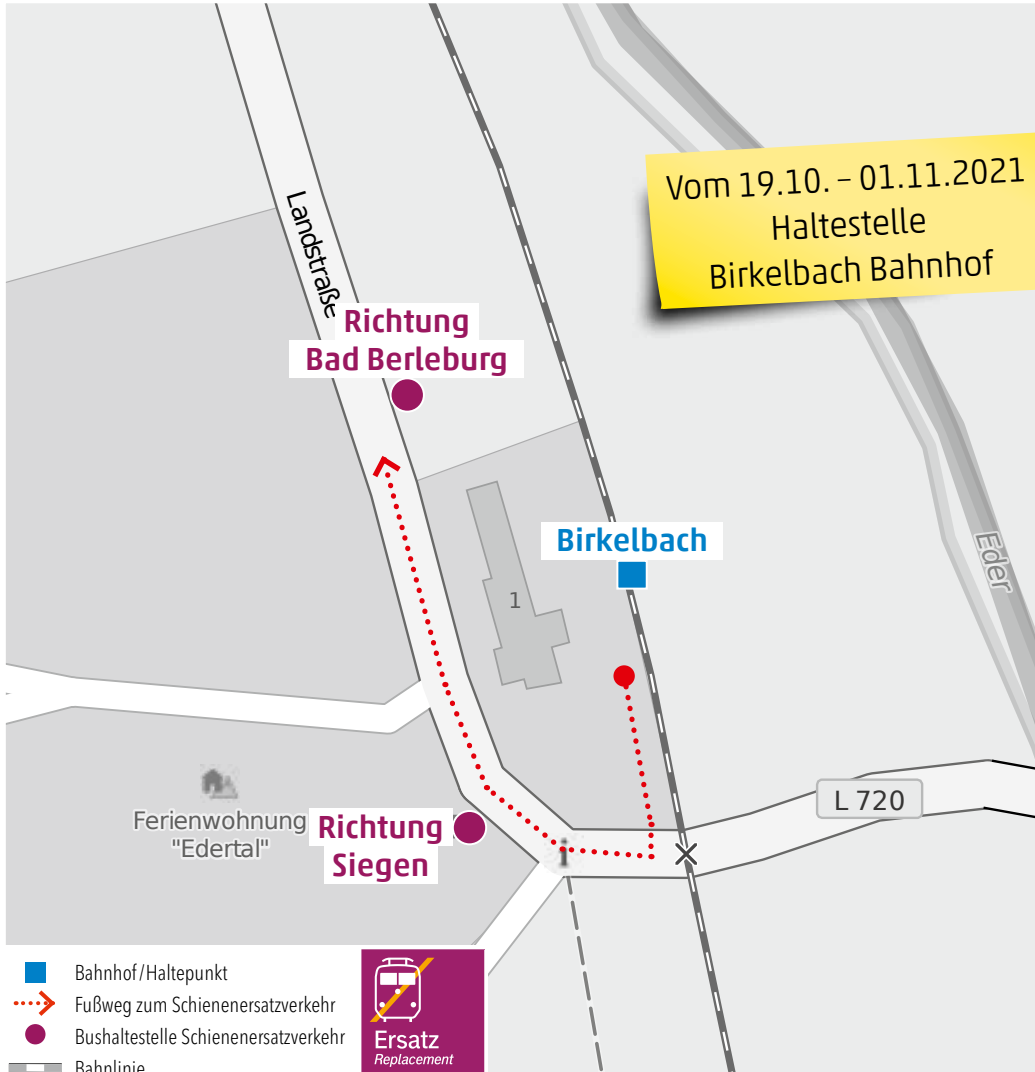 Vom 19.10. – 01.11.2021
Haltestelle
Birkelbach Bahnhof
Landstraße
Richtung
Bad Berleburg
Birkelbach
Eder
1
L 720
Ferienwohnung
"Edertal"
Richtung
Siegen
i
Bahnhof/Haltepunkt
Fußweg zum Schienenersatzverkehr
Bushaltestelle Schienenersatzverkehr
Bahnlinie
Ersatz
Replacement